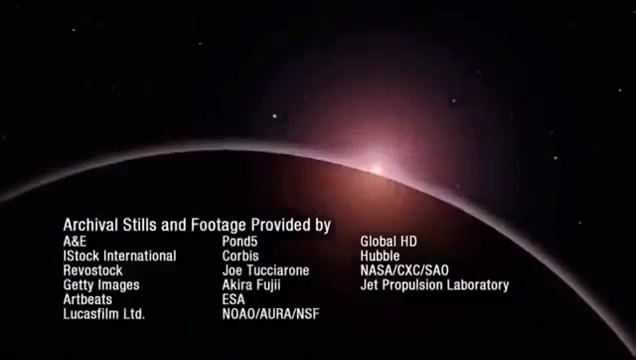 Archival Stills and Footage Provided by
A&E
IStock International
Revostock
Getty Images
Artbeats
Lucasfilm Ltd.
Pond5
Corbis
Joe Tucciarone
Akira Fujii
ESA
NOAO/AURA/NSF
Global HD
Hubble
NASA/CXC/SAO
Jet Propulsion Laboratory